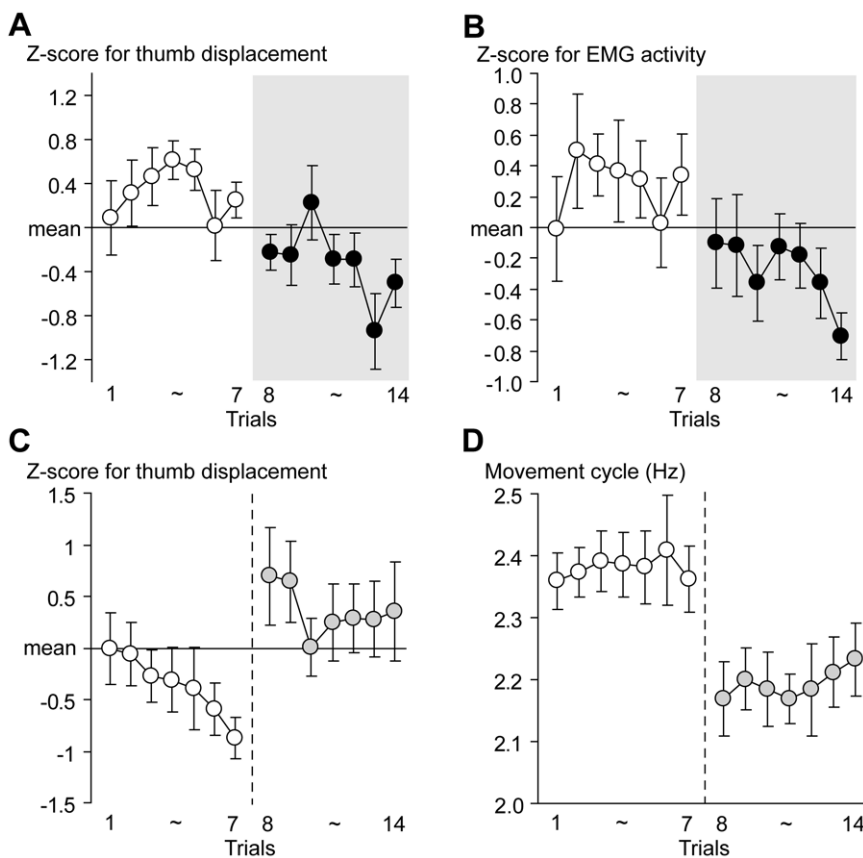 A
Z-score for thumb displacement
1.2
0.8
0.4
mean
-0.4
-0.8
-1.2
1 ~ 7 8 ~ 14
Trials
B
Z-score for EMG activity
1.0
0.8
0.6
0.4
0.2
mean
-0.2
-0.4
-0.6
-0.8
-1.0
1 ~ 7 8 ~ 14
Trials
C
Z-score for thumb displacement
1.5
1
0.5
mean
-0.5
-1
-1.5
1 ~ 7 8 ~ 14
Trials
D
Movement cycle (Hz)
2.5
2.4
2.3
2.2
2.1
2.0
1 ~ 7 8 ~ 14
Trials